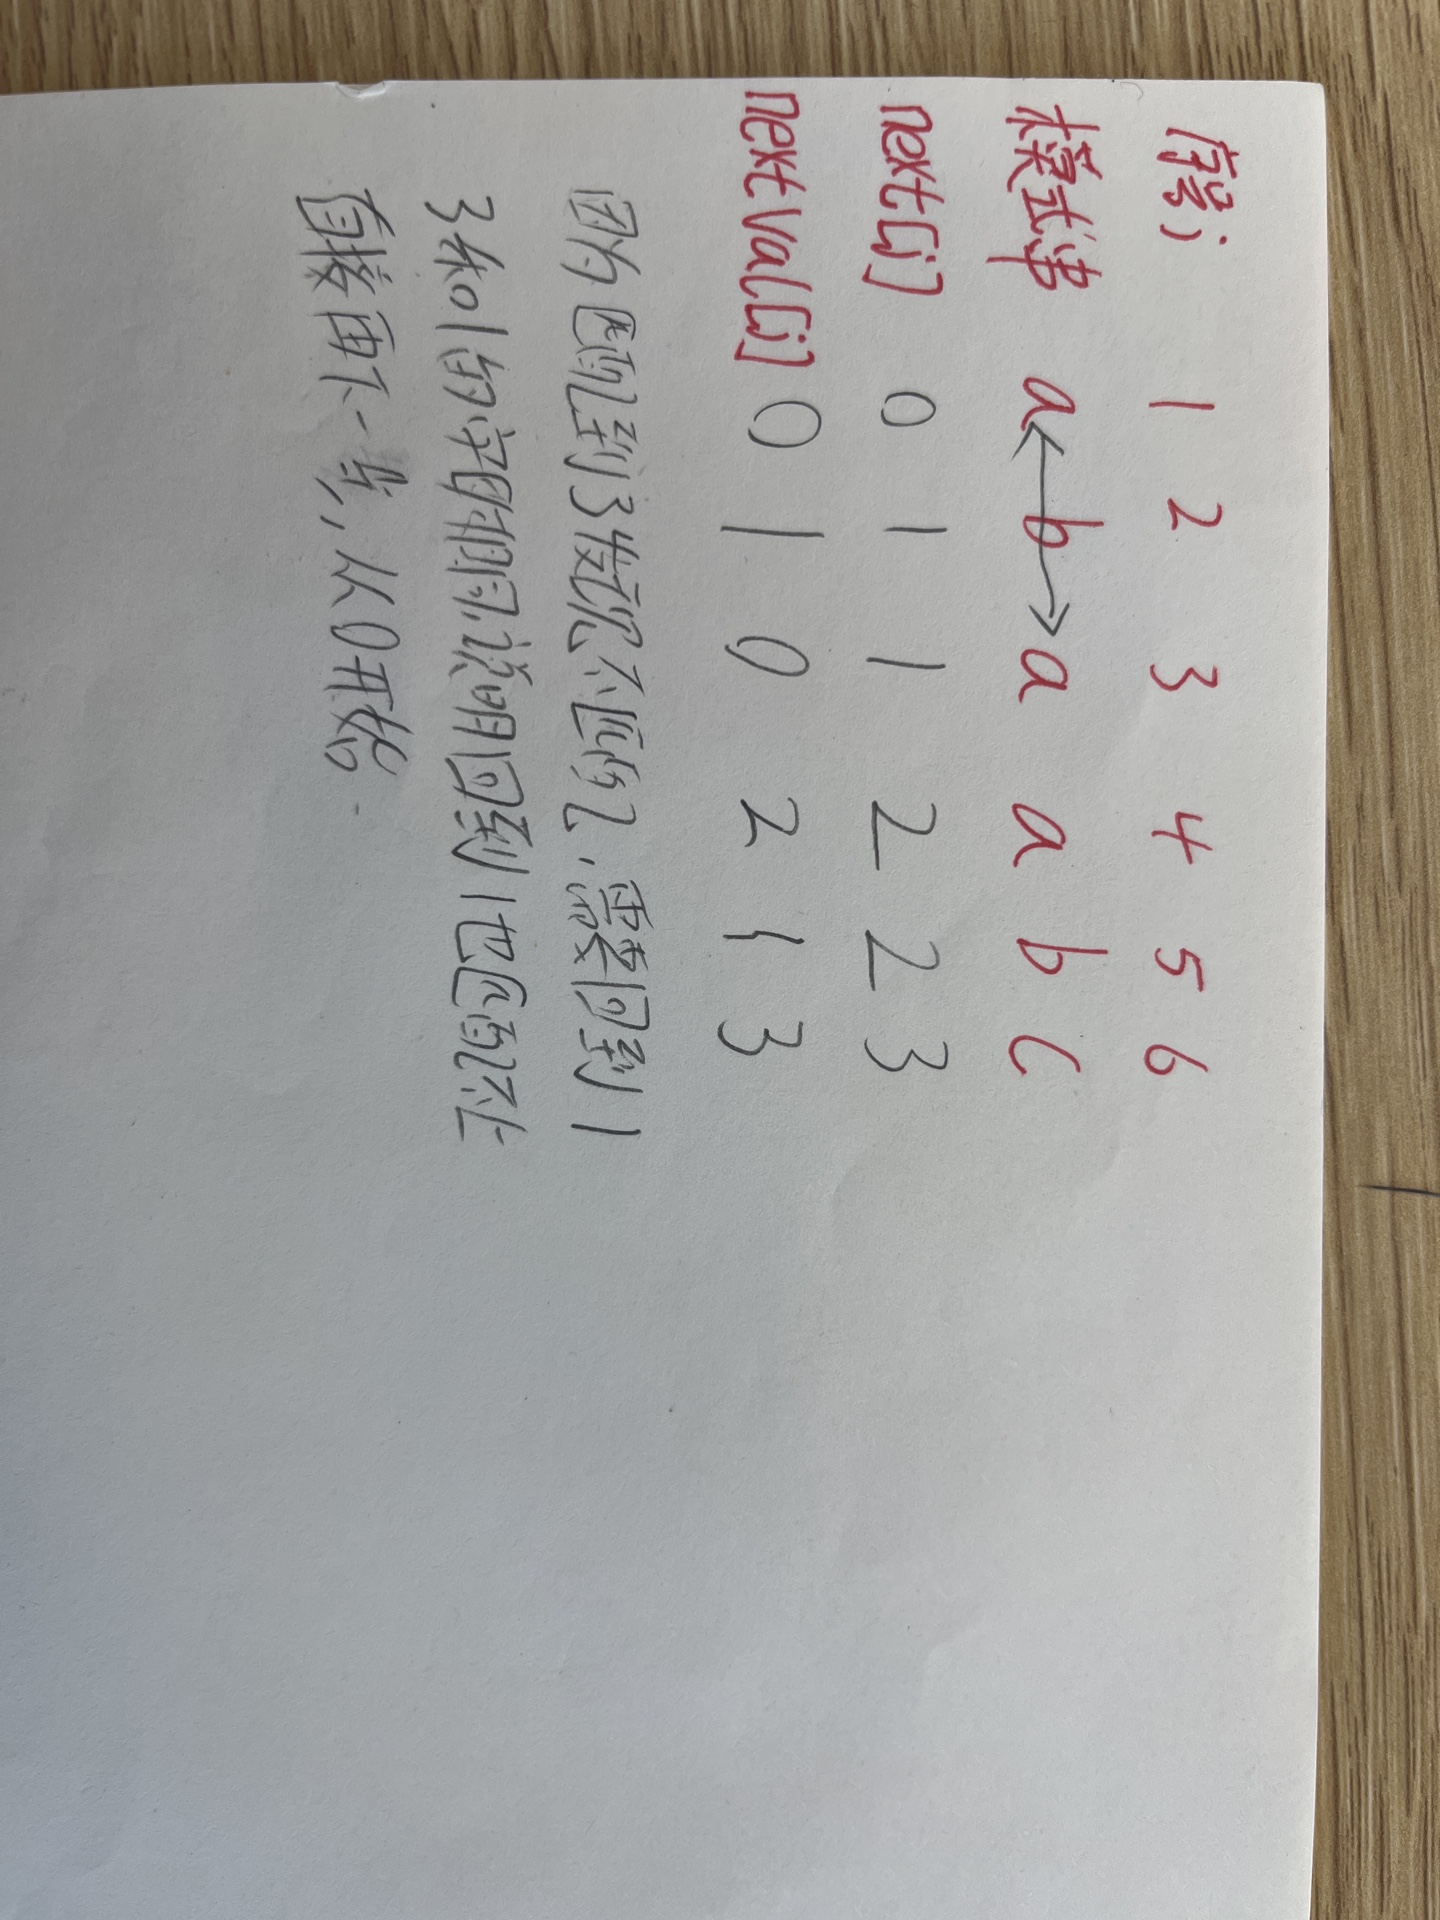 序号j 1 2 3 4 5 6
模式串 a b a a b c
next[j] 0 1 1 2 2 3
nextval[j] 0 1 0 2 1 3
因为匹配到3发现不匹配,需要回到1
3和1的字母相同,说明回到1也匹配不上
直接再下一步,从0开始